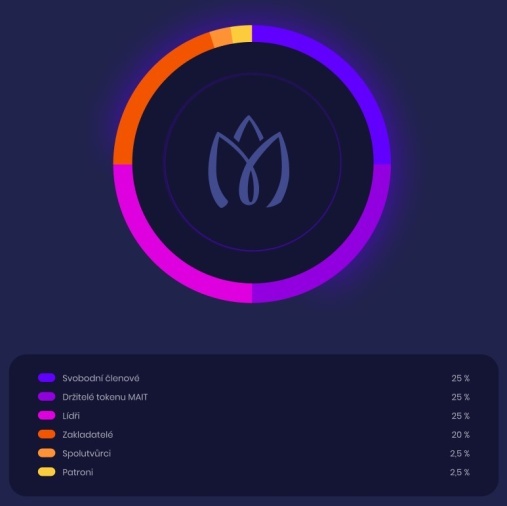 Svobodní členové 25 %
Držitelé tokenu MAIT 25 %
Lídři 25 %
Zakladatelé 20 %
Spolutvůrci 2,5 %
Patroni 2,5 %